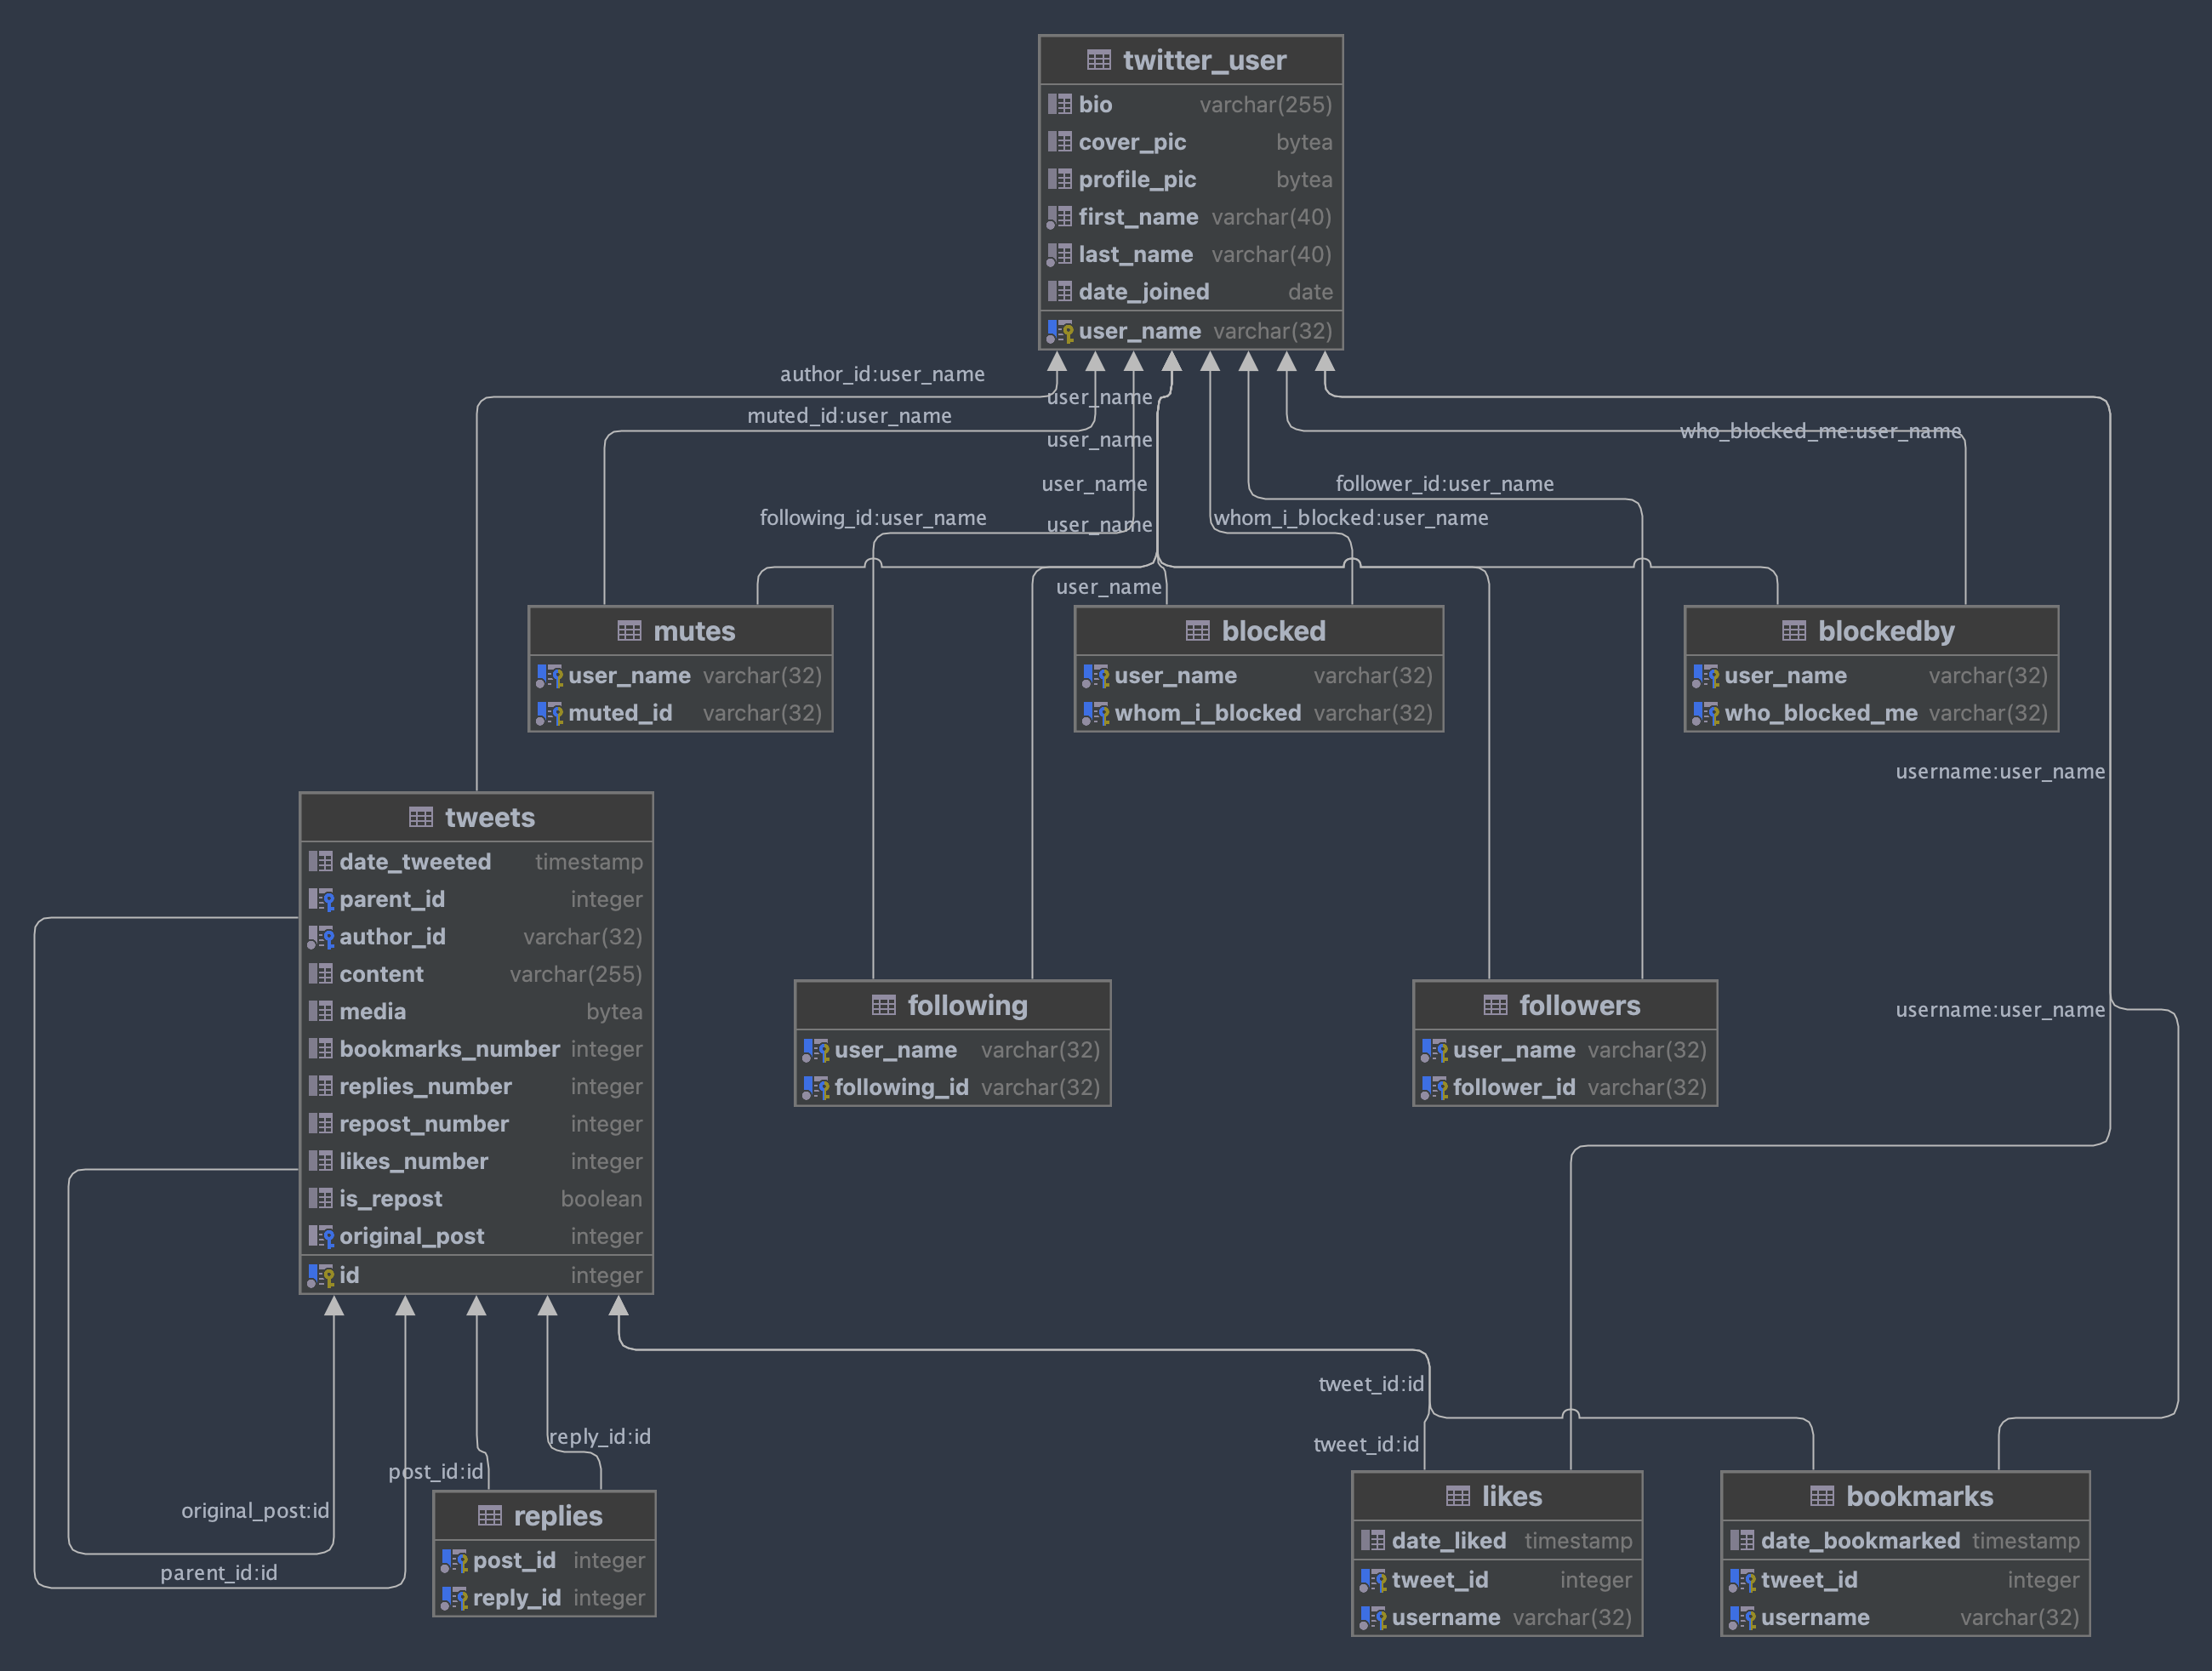 twitter_user
bio varchar(255)
cover_pic bytea
profile_pic bytea
first_name varchar(40)
last_name varchar(40)
date_joined date
user_name varchar(32)
author_id:user_name
user_name
muted_id:user_name
who_blocked_me:user_name
user_name
user_name
follower_id:user_name
following_id:user_name
user_name
whom_i_blocked:user_name
user_name
mutes
user_name varchar(32)
muted_id varchar(32)
blocked
user_name varchar(32)
whom_i_blocked varchar(32)
blockedby
user_name varchar(32)
who_blocked_me varchar(32)
username:user_name
tweets
date_tweeted timestamp
parent_id integer
author_id varchar(32)
content varchar(255)
media bytea
bookmarks_number integer
replies_number integer
repost_number integer
likes_number integer
is_repost boolean
original_post integer
id integer
following
user_name varchar(32)
following_id varchar(32)
followers
user_name varchar(32)
follower_id varchar(32)
username:user_name
tweet_id:id
reply_id:id
tweet_id:id
post_id:id
original_post:id
parent_id:id
replies
post_id integer
reply_id integer
likes
date_liked timestamp
tweet_id integer
username varchar(32)
bookmarks
date_bookmarked timestamp
tweet_id integer
username varchar(32)